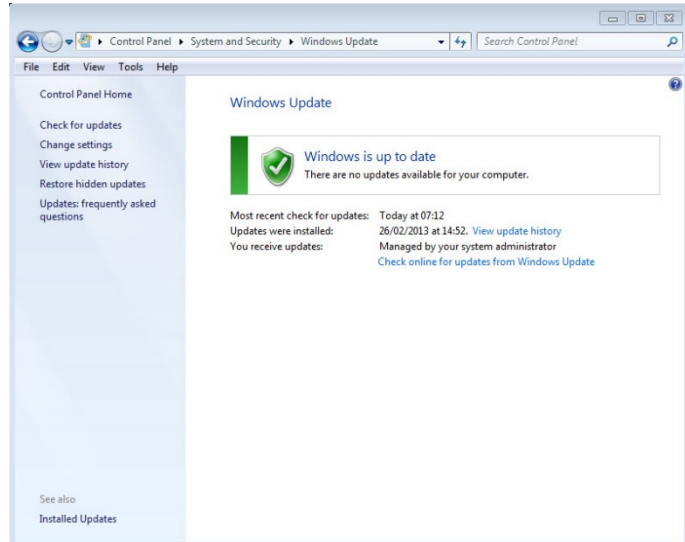 Control Panel ▸ System and Security ▸ Windows Update
Search Control Panel
File Edit View Tools Help
Control Panel Home
Check for updates
Change settings
View update history
Restore hidden updates
Updates: frequently asked
questions
See also
Installed Updates
Windows Update
Windows is up to date
There are no updates available for your computer.
Most recent check for updates: Today at 07:12
Updates were installed: 26/02/2013 at 14:52. View update history
You receive updates: Managed by your system administrator
Check online for updates from Windows Update